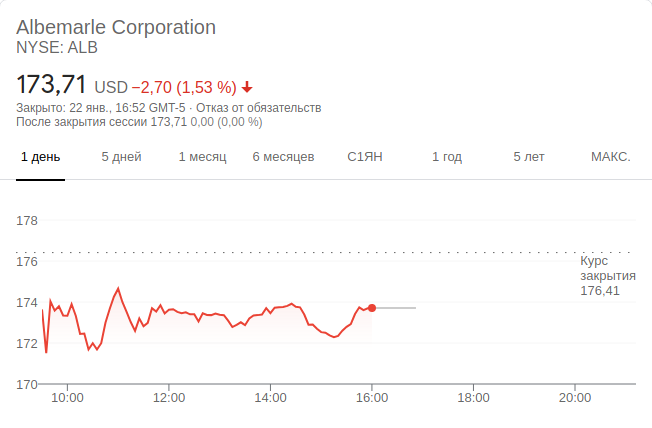 Albemarle Corporation
NYSE: ALB
173,71 USD −2,70 (1,53 %)
Закрыто: 22 янв., 16:52 GMT-5 · Отказ от обязательств
После закрытия сессии 173,71 0,00 (0,00 %)
1 день 5 дней 1 месяц 6 месяцев С1ЯН 1 год 5 лет МАКС.
178
176
Курс
закрытия
176,41
174
172
170
10:00 12:00 14:00 16:00 18:00 20:00